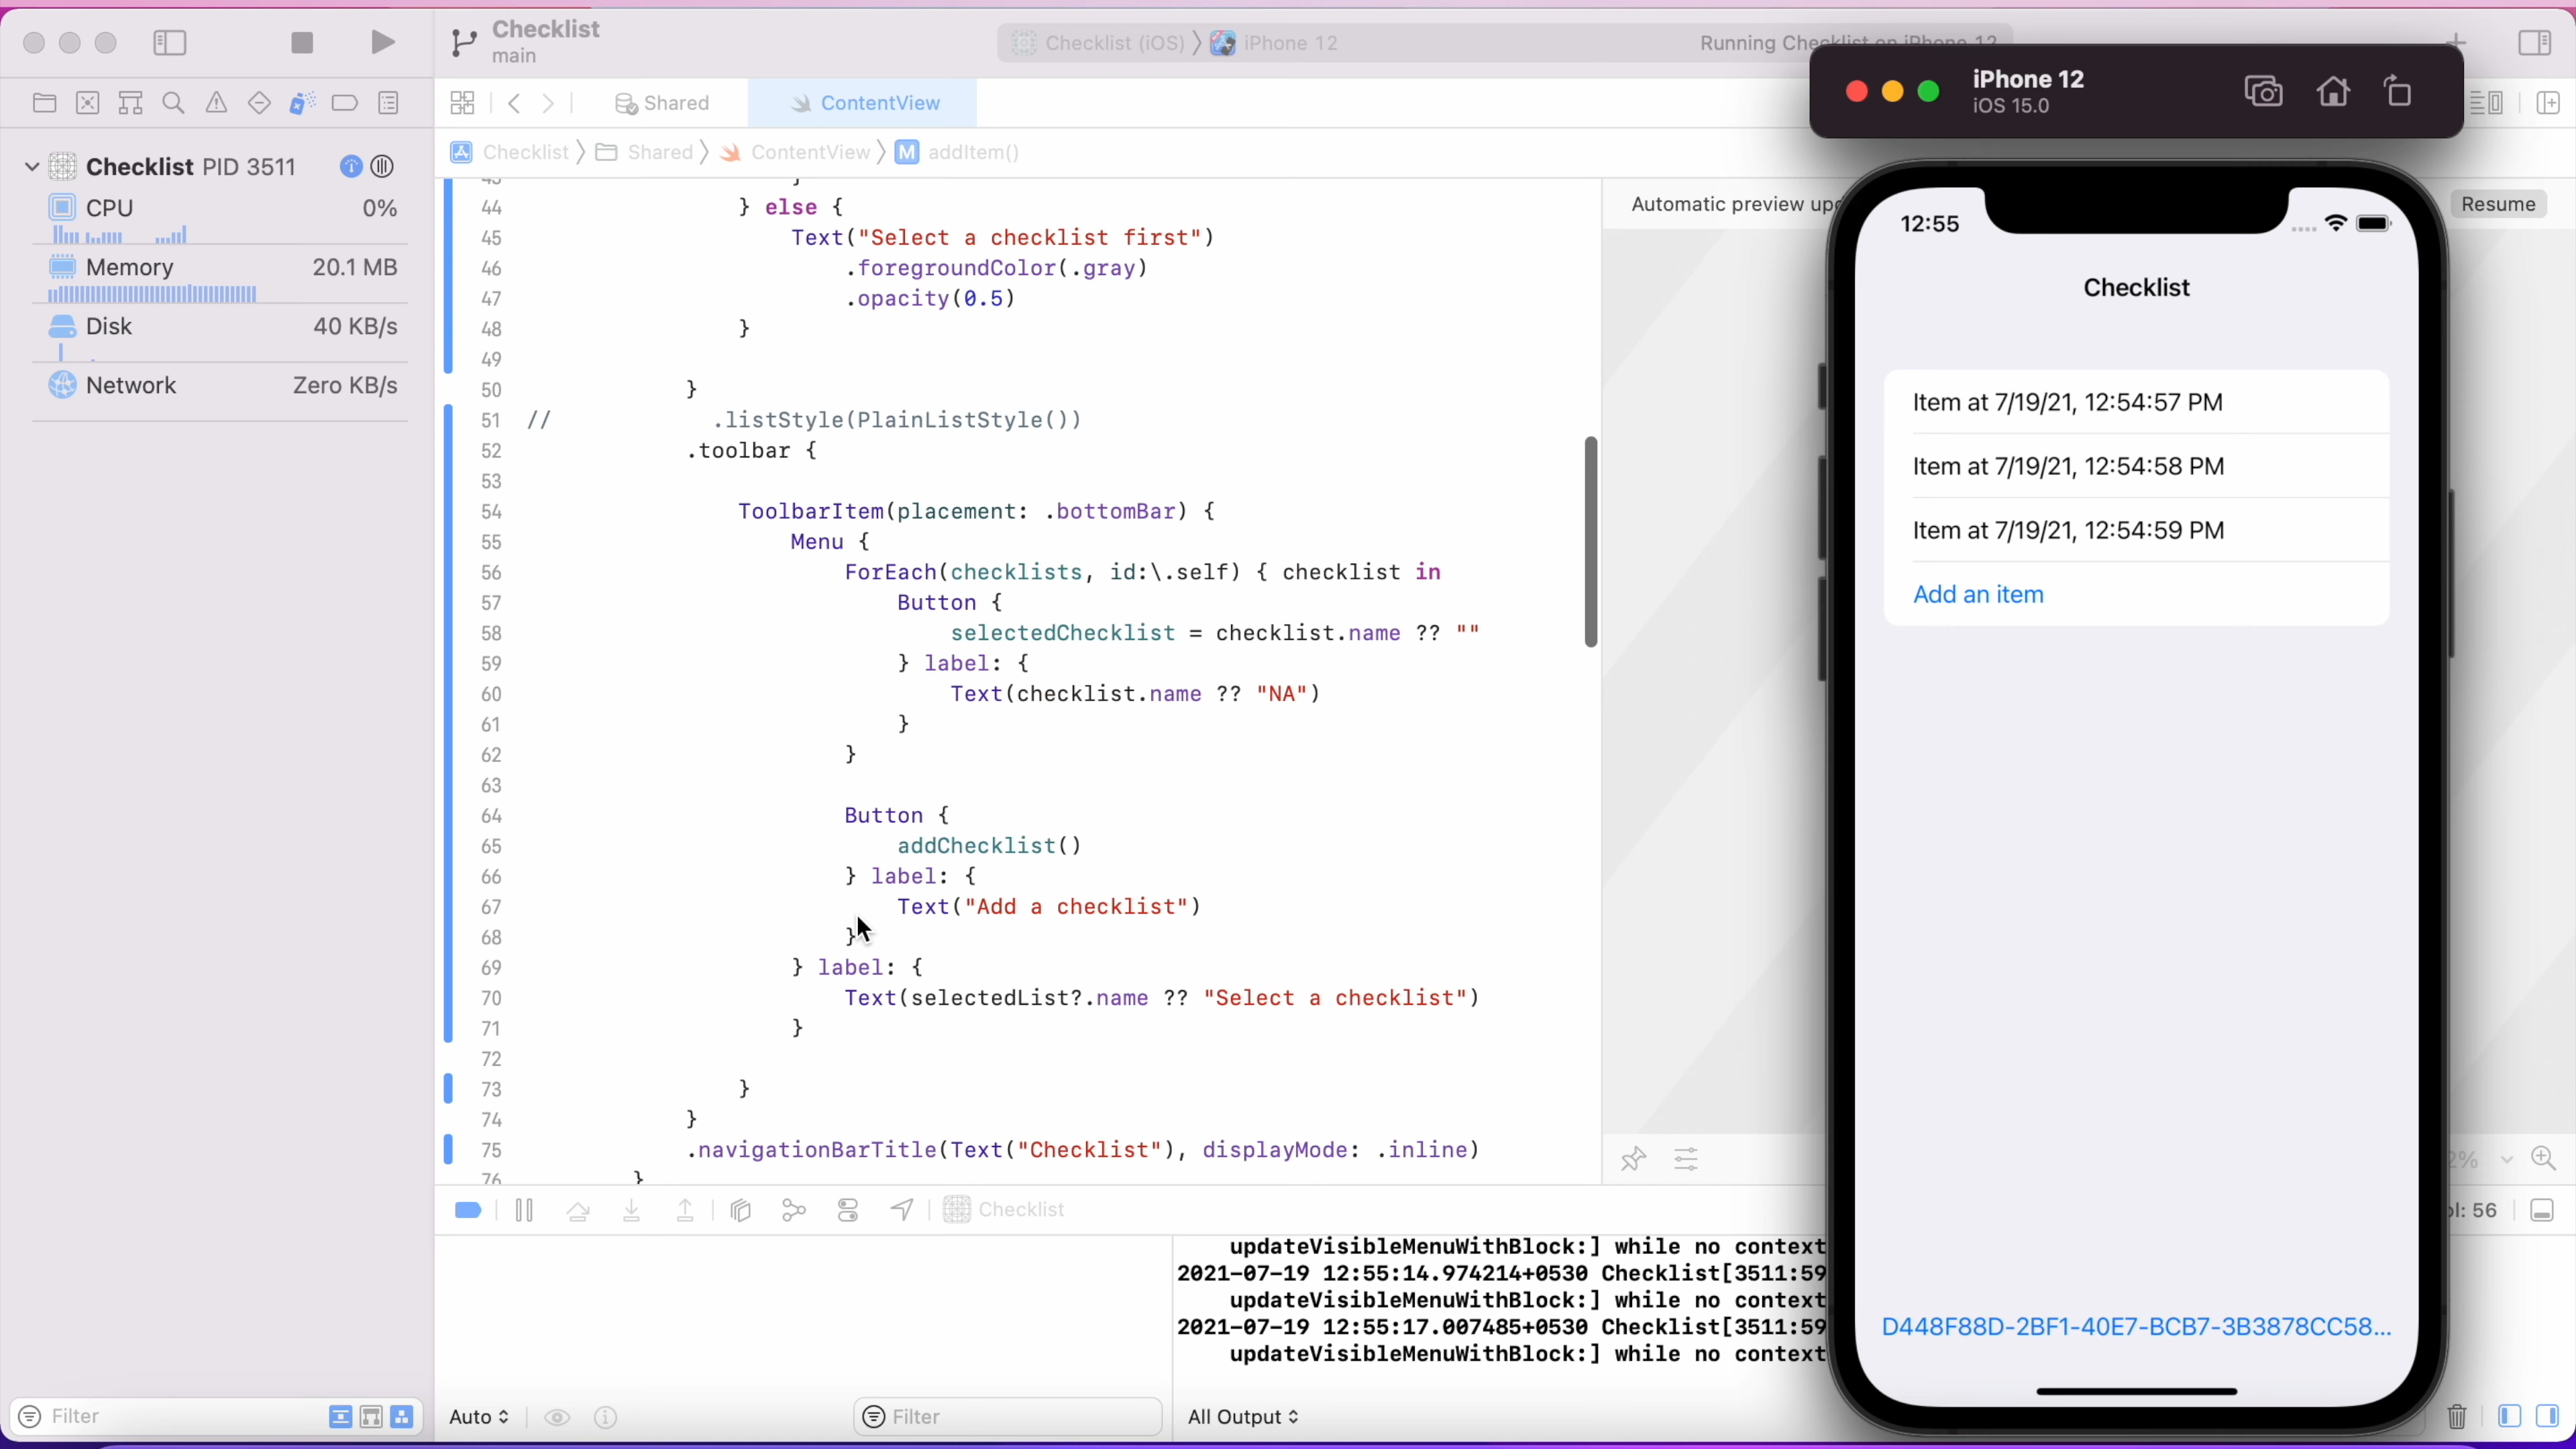 Checklist
main
Checklist (iOS)
iPhone 12
Running Checklist on iPhone 12
Shared
ContentView
Checklist
Shared
ContentView
M
addItem()
Checklist PID 3511
CPU
0%
Memory
20.1 MB
Disk
40 KB/s
Network
Zero KB/s
Filter
43 }
44 } else {
45 Text("Select a checklist first")
46 .foregroundColor(.gray)
47 .opacity(0.5)
48 }
49
50 }
51 // .listStyle(PlainListStyle())
52 .toolbar {
53
54 ToolbarItem(placement: .bottomBar) {
55 Menu {
56 ForEach(checklists, id:\.self) { checklist in
57 Button {
58 selectedChecklist = checklist.name ?? ""
59 } label: {
60 Text(checklist.name ?? "NA")
61 }
62 }
63
64 Button {
65 addChecklist()
66 } label: {
67 Text("Add a checklist")
68 }
69 } label: {
70 Text(selectedList?.name ?? "Select a checklist")
71 }
72
73 }
74 }
75 .navigationBarTitle(Text("Checklist"), displayMode: .inline)
76 }
Automatic preview up
Resume
2%
Checklist
ol: 56
updateVisibleMenuWithBlock:] while no context
2021-07-19 12:55:14.974214+0530 Checklist[3511:59
updateVisibleMenuWithBlock:] while no context
2021-07-19 12:55:17.007485+0530 Checklist[3511:59
updateVisibleMenuWithBlock:] while no context
Auto
Filter
All Output
iPhone 12
iOS 15.0
12:55
Checklist
Item at 7/19/21, 12:54:57 PM
Item at 7/19/21, 12:54:58 PM
Item at 7/19/21, 12:54:59 PM
Add an item
D448F88D-2BF1-40E7-BCB7-3B3878CC58...